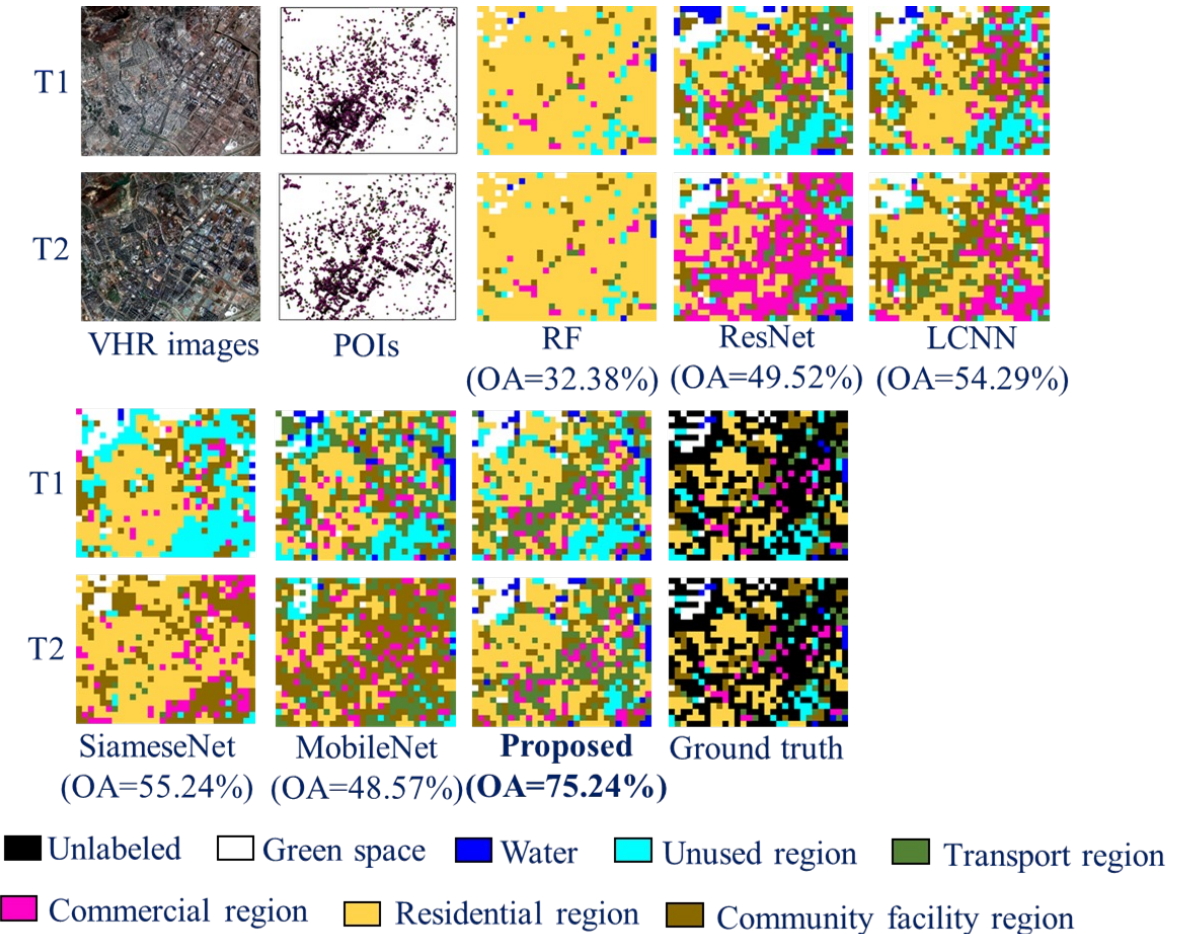 T1
T2
VHR images POIs RF ResNet LCNN
(OA=32.38%) (OA=49.52%) (OA=54.29%)
T1
T2
SiameseNet MobileNet Proposed Ground truth
(OA=55.24%) (OA=48.57%) (OA=75.24%)
Unlabeled Green space Water Unused region Transport region
Commercial region Residential region Community facility region